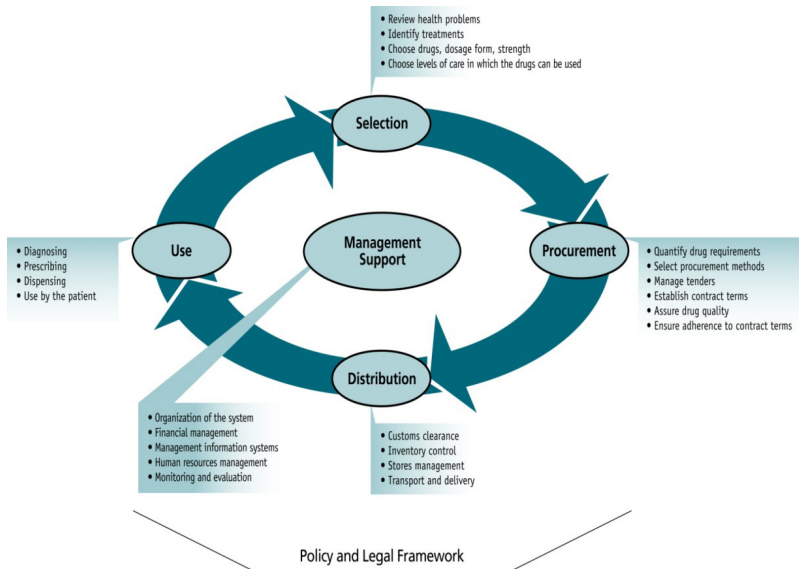 • Review health problems
• Identify treatments
• Choose drugs, dosage form, strength
• Choose levels of care in which the drugs can be used
Selection
• Diagnosing
• Prescribing
• Dispensing
• Use by the patient
Use
Management
Support
Procurement
• Quantify drug requirements
• Select procurement methods
• Manage tenders
• Establish contract terms
• Assure drug quality
• Ensure adherence to contract terms
Distribution
• Organization of the system
• Financial management
• Management information systems
• Human resources management
• Monitoring and evaluation
• Customs clearance
• Inventory control
• Stores management
• Transport and delivery
Policy and Legal Framework